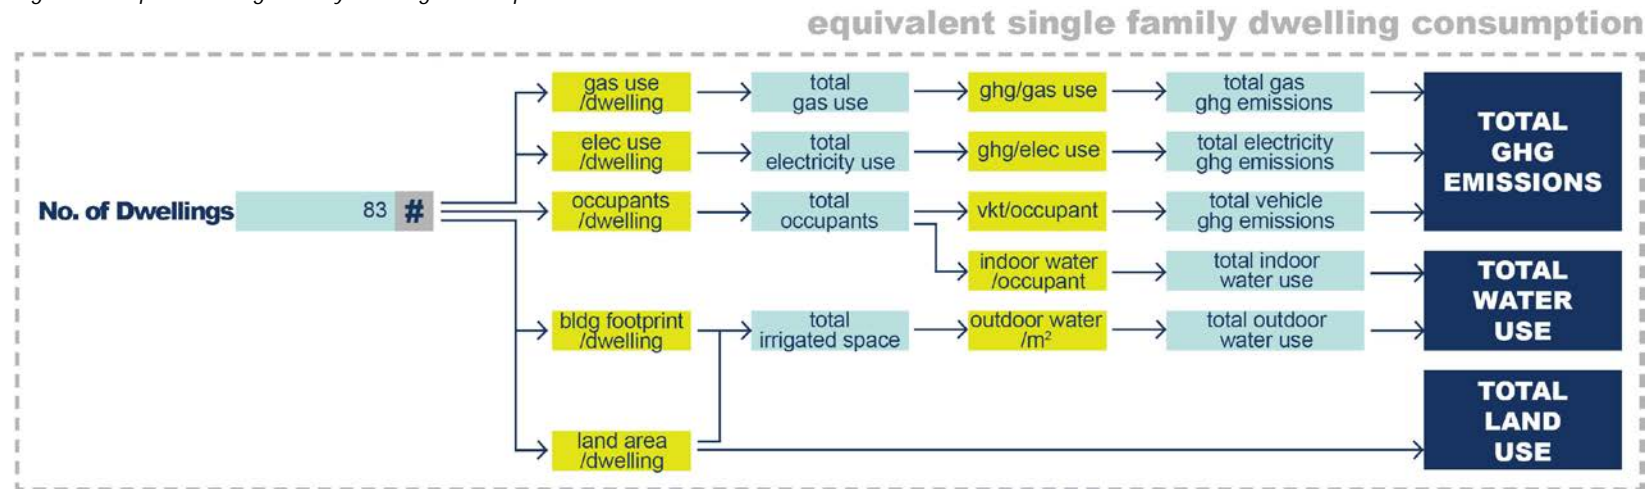 equivalent single family dwelling consumption
gas use
/dwelling
total
gas use
ghg/gas use
total gas
ghg emissions
elec use
/dwelling
total
electricity use
ghg/elec use
total electricity
ghg emissions
TOTAL
GHG
EMISSIONS
No. of Dwellings 83 #
occupants
/dwelling
total
occupants
vkt/occupant
total vehicle
ghg emissions
indoor water
/occupant
total indoor
water use
bldg footprint
/dwelling
total
irrigated space
outdoor water
/m²
total outdoor
water use
TOTAL
WATER
USE
land area
/dwelling
TOTAL
LAND
USE